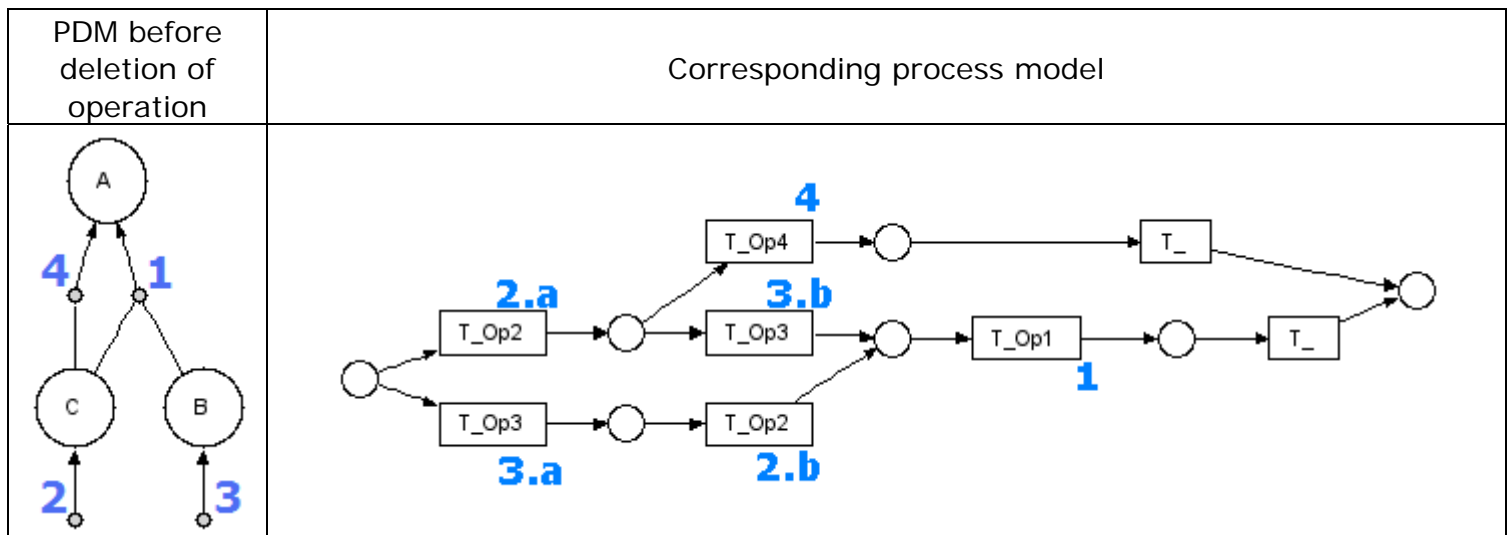 PDM before
deletion of
operation
Corresponding process model
A
4
1
C
B
2
3
4
T_Op4
T_
2.a
3.b
T_Op2
T_Op3
T_Op1
T_
1
T_Op3
T_Op2
3.a
2.b